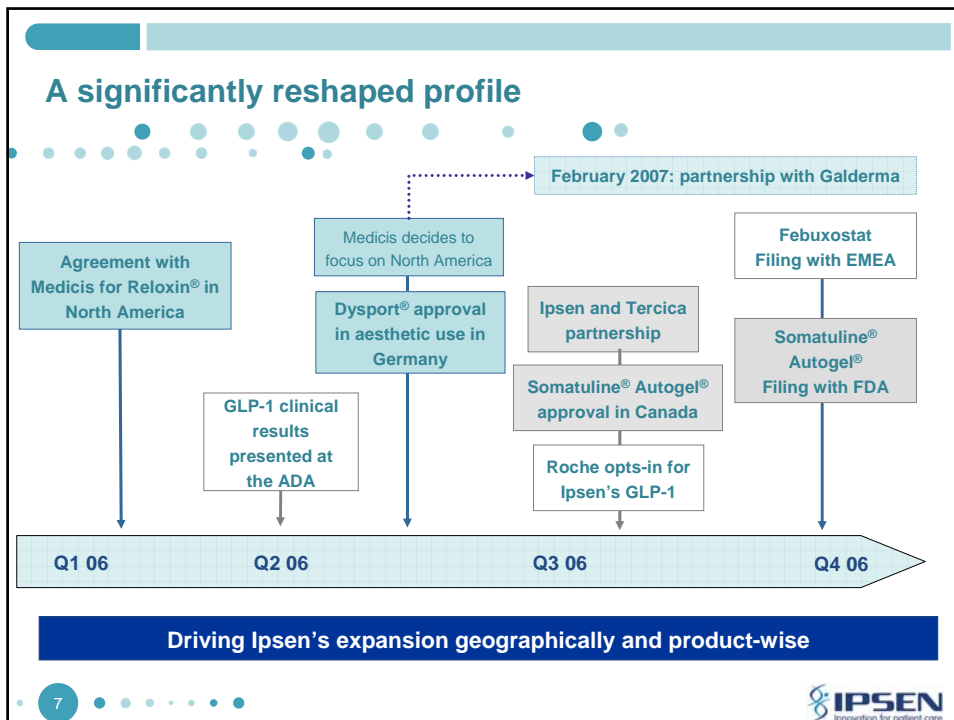 A significantly reshaped profile
February 2007: partnership with Galderma
Agreement with
Medicis for Reloxin® in
North America
Medicis decides to
focus on North America
Dysport® approval
in aesthetic use in
Germany
GLP-1 clinical
results
presented at
the ADA
Ipsen and Tercica
partnership
Somatuline® Autogel®
approval in Canada
Roche opts-in for
Ipsen's GLP-1
Febuxostat
Filing with EMEA
Somatuline®
Autogel®
Filing with FDA
Q1 06
Q2 06
Q3 06
Q4 06
Driving Ipsen's expansion geographically and product-wise
7
IPSEN
Innovation for patient care